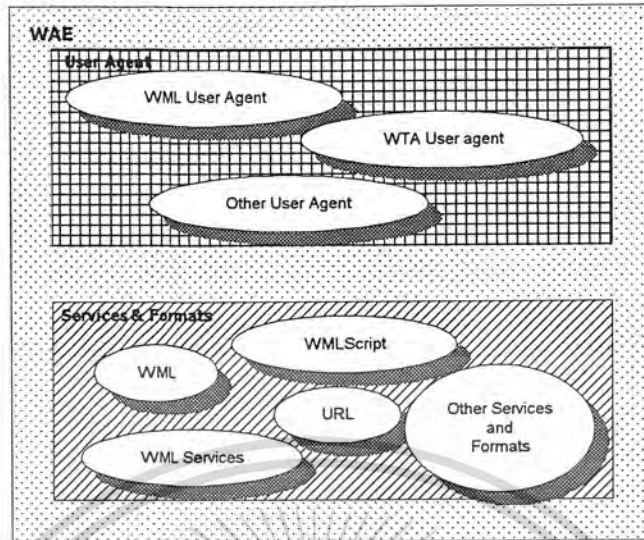 WAE
User Agent
WML User Agent
WTA User agent
Other User Agent
Services & Formats
WMLScript
WML
URL
Other Services
and
Formats
WML Services